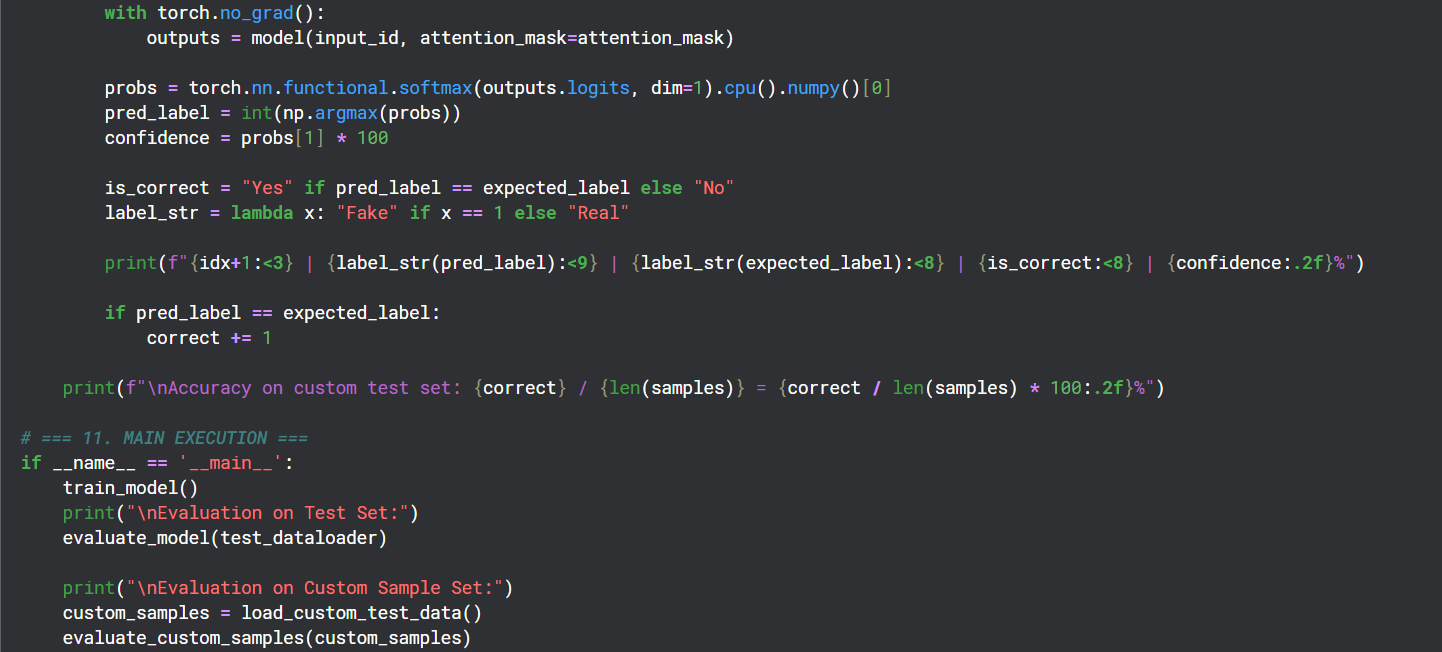 with torch.no_grad():
            outputs = model(input_id, attention_mask=attention_mask)

        probs = torch.nn.functional.softmax(outputs.logits, dim=1).cpu().numpy()[0]
        pred_label = int(np.argmax(probs))
        confidence = probs[1] * 100

        is_correct = "Yes" if pred_label == expected_label else "No"
        label_str = lambda x: "Fake" if x == 1 else "Real"

        print(f"{idx+1:<3} | {label_str(pred_label):<9} | {label_str(expected_label):<8} | {is_correct:<8} | {confidence:.2f}%")

        if pred_label == expected_label:
            correct += 1

    print(f"\nAccuracy on custom test set: {correct} / {len(samples)} = {correct / len(samples) * 100:.2f}%")

# === 11. MAIN EXECUTION ===
if __name__ == '__main__':
    train_model()
    print("\nEvaluation on Test Set:")
    evaluate_model(test_dataloader)

    print("\nEvaluation on Custom Sample Set:")
    custom_samples = load_custom_test_data()
    evaluate_custom_samples(custom_samples)